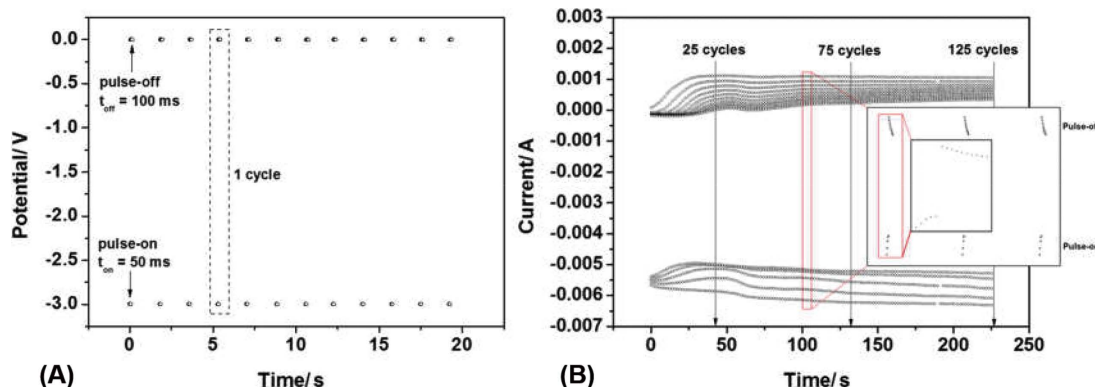 0.0
-0.5
-1.0
-1.5
-2.0
-2.5
-3.0
Potential/ V
pulse-off
t_off = 100 ms
1 cycle
pulse-on
t_on = 50 ms
0 5 10 15 20
Time/ s
(A)
0.003
0.002
0.001
0.000
-0.001
-0.002
-0.003
-0.004
-0.005
-0.006
-0.007
Current/ A
25 cycles 75 cycles 125 cycles
Pulse-of
Pulse-o
0 50 100 150 200 250
Time/ s
(B)